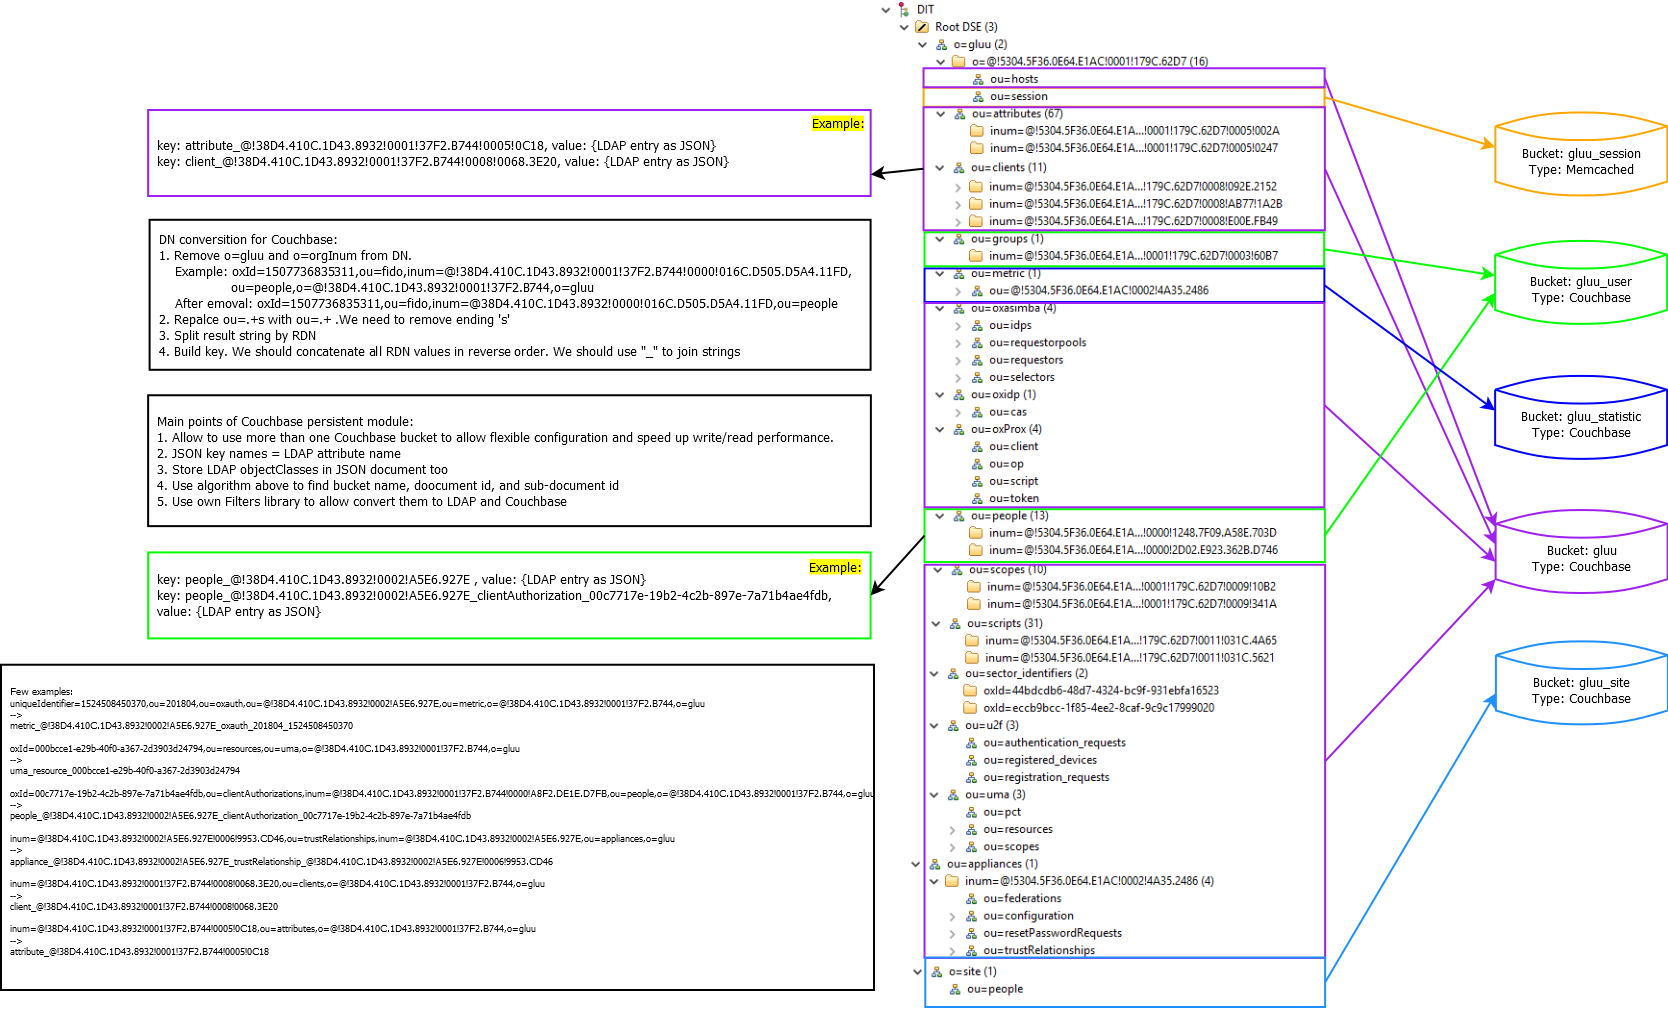 DIT
Root DSE (3)
o=gluu (2)
o=@!5304.5F36.0E64.E1AC!0001!179C.62D7 (16)
ou=hosts
ou=session
ou=attributes (67)
inum=@!5304.5F36.0E64.E1A...!0001!179C.62D7!0005!002A
inum=@!5304.5F36.0E64.E1A...!0001!179C.62D7!0005!0247
ou=clients (11)
inum=@!5304.5F36.0E64.E1A...!179C.62D7!0008!092E.2152
inum=@!5304.5F36.0E64.E1A...!179C.62D7!0008!AB77!1A2B
inum=@!5304.5F36.0E64.E1A...!179C.62D7!0008!E00E.FB49
ou=groups (1)
inum=@!5304.5F36.0E64.E1A...!0001!179C.62D7!0003!60B7
ou=metric (1)
ou=@!5304.5F36.0E64.E1AC!0002!4A35.2486
ou=oxasimba (4)
ou=idps
ou=requestorpools
ou=requestors
ou=selectors
ou=oxidp (1)
ou=cas
ou=oxProx (4)
ou=client
ou=op
ou=script
ou=token
ou=people (13)
inum=@!5304.5F36.0E64.E1A...!0000!1248.7F09.A58E.703D
inum=@!5304.5F36.0E64.E1A...!0000!2D02.E923.362B.D746
ou=scopes (10)
inum=@!5304.5F36.0E64.E1A...!0001!179C.62D7!0009!10B2
inum=@!5304.5F36.0E64.E1A...!0001!179C.62D7!0009!341A
ou=scripts (31)
inum=@!5304.5F36.0E64.E1A...!179C.62D7!0011!031C.4A65
inum=@!5304.5F36.0E64.E1A...!179C.62D7!0011!031C.5621
ou=sector_identifiers (2)
oxId=44bdcdb6-48d7-4324-bc9f-931ebfa16523
oxId=eccb9bcc-1f85-4ee2-8caf-9c9c17999020
ou=u2f (3)
ou=authentication_requests
ou=registered_devices
ou=registration_requests
ou=uma (3)
ou=pct
ou=resources
ou=scopes
ou=appliances (1)
inum=@!5304.5F36.0E64.E1AC!0002!4A35.2486 (4)
ou=federations
ou=configuration
ou=resetPasswordRequests
ou=trustRelationships
o=site (1)
ou=people
Example:
key: attribute_@!38D4.410C.1D43.8932!0001!37F2.B744!0005!0C18, value: {LDAP entry as JSON}
key: client_@!38D4.410C.1D43.8932!0001!37F2.B744!0008!0068.3E20, value: {LDAP entry as JSON}
DN conversition for Couchbase:
1. Remove o=gluu and o=orgInum from DN.
Example: oxId=1507736835311,ou=fido,inum=@!38D4.410C.1D43.8932!0001!37F2.B744!0000!016C.D505.D5A4.11FD,
ou=people,o=@!38D4.410C.1D43.8932!0001!37F2.B744,o=gluu
After emoval: oxId=1507736835311,ou=fido,inum=@38D4.410C.1D43.8932!0000!016C.D505.D5A4.11FD,ou=people
2. Repalce ou=.+s with ou=.+ .We need to remove ending 's'
3. Split result string by RDN
4. Build key. We should concatenate all RDN values in reverse order. We should use "_" to join strings
Main points of Couchbase persistent module:
1. Allow to use more than one Couchbase bucket to allow flexible configuration and speed up write/read performance.
2. JSON key names = LDAP attribute name
3. Store LDAP objectClasses in JSON document too
4. Use algorithm above to find bucket name, doocument id, and sub-document id
5. Use own Filters library to allow convert them to LDAP and Couchbase
Example:
key: people_@!38D4.410C.1D43.8932!0002!A5E6.927E , value: {LDAP entry as JSON}
key: people_@!38D4.410C.1D43.8932!0002!A5E6.927E_clientAuthorization_00c7717e-19b2-4c2b-897e-7a71b4ae4fdb,
value: {LDAP entry as JSON}
Few examples:
uniqueIdentifier=1524508450370,ou=201804,ou=oxauth,ou=@!38D4.410C.1D43.8932!0002!A5E6.927E,ou=metric,o=@!38D4.410C.1D43.8932!0001!37F2.B744,o=gluu
-->
metric_@!38D4.410C.1D43.8932!0002!A5E6.927E_oxauth_201804_1524508450370
oxId=000bcce1-e29b-40f0-a367-2d3903d24794,ou=resources,ou=uma,o=@!38D4.410C.1D43.8932!0001!37F2.B744,o=gluu
-->
uma_resource_000bcce1-e29b-40f0-a367-2d3903d24794
oxId=00c7717e-19b2-4c2b-897e-7a71b4ae4fdb,ou=clientAuthorizations,inum=@!38D4.410C.1D43.8932!0001!37F2.B744!0000!A8F2.DE1E.D7FB,ou=people,o=@!38D4.410C.1D43.8932!0001!37F2.B744,o=gluu
-->
people_@!38D4.410C.1D43.8932!0002!A5E6.927E_clientAuthorization_00c7717e-19b2-4c2b-897e-7a71b4ae4fdb
inum=@!38D4.410C.1D43.8932!0002!A5E6.927E!0006!9953.CD46,ou=trustRelationships,inum=@!38D4.410C.1D43.8932!0002!A5E6.927E,ou=appliances,o=gluu
-->
appliance_@!38D4.410C.1D43.8932!0002!A5E6.927E_trustRelationship_@!38D4.410C.1D43.8932!0002!A5E6.927E!0006!9953.CD46
inum=@!38D4.410C.1D43.8932!0001!37F2.B744!0008!0068.3E20,ou=clients,o=@!38D4.410C.1D43.8932!0001!37F2.B744,o=gluu
-->
client_@!38D4.410C.1D43.8932!0001!37F2.B744!0008!0068.3E20
inum=@!38D4.410C.1D43.8932!0001!37F2.B744!0005!0C18,ou=attributes,o=@!38D4.410C.1D43.8932!0001!37F2.B744,o=gluu
-->
attribute_@!38D4.410C.1D43.8932!0001!37F2.B744!0005!0C18
Bucket: gluu_session
Type: Memcached
Bucket: gluu_user
Type: Couchbase
Bucket: gluu_statistic
Type: Couchbase
Bucket: gluu
Type: Couchbase
Bucket: gluu_site
Type: Couchbase